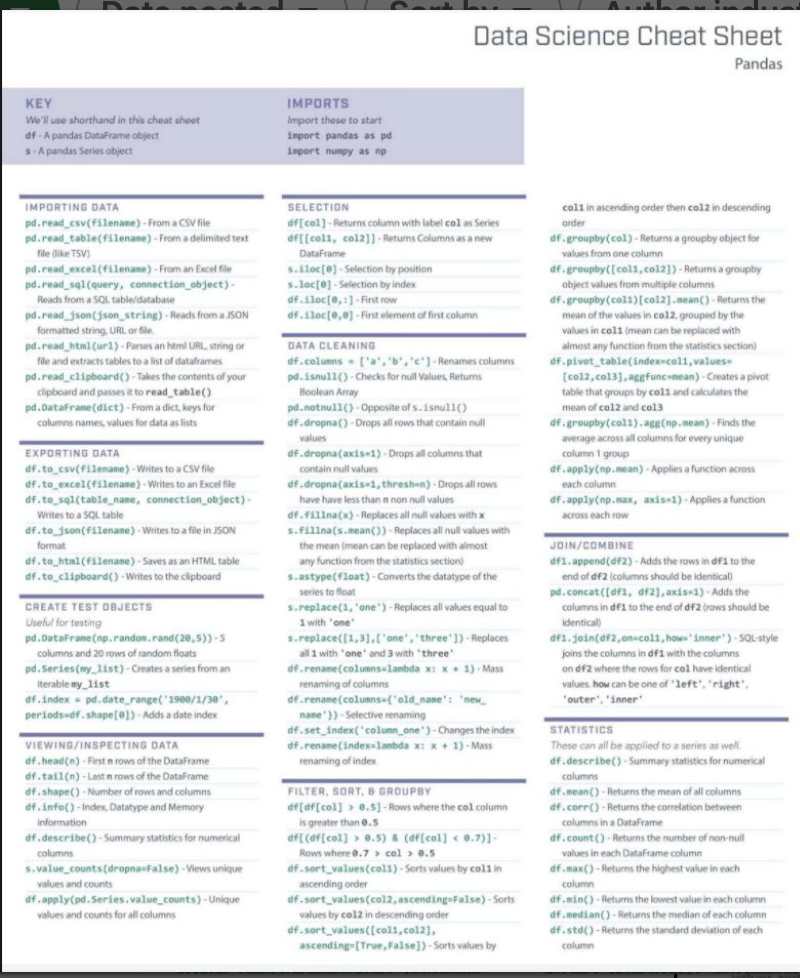 Data Science Cheat Sheet
Pandas
KEY
We'll use shorthand in this cheat sheet
df - A pandas DataFrame object
s - A pandas Series object
IMPORTS
Import these to start
import pandas as pd
import numpy as np
IMPORTING DATA
pd.read_csv(filename) - From a CSV file
pd.read_table(filename) - From a delimited text
file (like TSV)
pd.read_excel(filename) - From an Excel file
pd.read_sql(query, connection_object) -
Reads from a SQL table/database
pd.read_json(json_string) - Reads from a JSON
formatted string, URL or file.
pd.read_html(url) - Parses an html URL, string or
file and extracts tables to a list of dataframes
pd.read_clipboard() - Takes the contents of your
clipboard and passes it to read_table()
pd.DataFrame(dict) - From a dict, keys for
columns names, values for data as lists
EXPORTING DATA
df.to_csv(filename) - Writes to a CSV file
df.to_excel(filename) - Writes to an Excel file
df.to_sql(table_name, connection_object) -
Writes to a SQL table
df.to_json(filename) - Writes to a file in JSON
format
df.to_html(filename) - Saves as an HTML table
df.to_clipboard() - Writes to the clipboard
CREATE TEST OBJECTS
Useful for testing
pd.DataFrame(np.random.rand(20,5)) - 5
columns and 20 rows of random floats
pd.Series(my_list) - Creates a series from an
iterable my_list
df.index = pd.date_range('1900/1/30',
periods=df.shape[0]) - Adds a date index
VIEWING/INSPECTING DATA
df.head(n) - First n rows of the DataFrame
df.tail(n) - Last n rows of the DataFrame
df.shape() - Number of rows and columns
df.info() - Index, Datatype and Memory
information
df.describe() - Summary statistics for numerical
columns
s.value_counts(dropna=False) - Views unique
values and counts
df.apply(pd.Series.value_counts) - Unique
values and counts for all columns
SELECTION
df[col] - Returns column with label col as Series
df[[col1, col2]] - Returns Columns as a new
DataFrame
s.iloc[0] - Selection by position
s.loc[0] - Selection by index
df.iloc[0,:] - First row
df.iloc[0,0] - First element of first column
DATA CLEANING
df.columns = ['a','b','c'] - Renames columns
pd.isnull() - Checks for null Values, Returns
Boolean Array
pd.notnull() - Opposite of s.isnull()
df.dropna() - Drops all rows that contain null
values
df.dropna(axis=1) - Drops all columns that
contain null values
df.dropna(axis=1,thresh=n) - Drops all rows
have have less than n non null values
df.fillna(x) - Replaces all null values with x
s.fillna(s.mean()) - Replaces all null values with
the mean (mean can be replaced with almost
any function from the statistics section)
s.astype(float) - Converts the datatype of the
series to float
s.replace(1,'one') - Replaces all values equal to
1 with 'one'
s.replace([1,3],['one','three']) - Replaces
all 1 with 'one' and 3 with 'three'
df.rename(columns=lambda x: x + 1) - Mass
renaming of columns
df.rename(columns={'old_name': 'new_
name'}) - Selective renaming
df.set_index('column_one') - Changes the index
df.rename(index=lambda x: x + 1) - Mass
renaming of index
FILTER, SORT, & GROUPBY
df[df[col] > 0.5] - Rows where the col column
is greater than 0.5
df[(df[col] > 0.5) & (df[col] < 0.7)] -
Rows where 0.7 > col > 0.5
df.sort_values(col1) - Sorts values by col1 in
ascending order
df.sort_values(col2,ascending=False) - Sorts
values by col2 in descending order
df.sort_values([col1,col2],
ascending=[True,False]) - Sorts values by
col1 in ascending order then col2 in descending
order
df.groupby(col) - Returns a groupby object for
values from one column
df.groupby([col1,col2]) - Returns a groupby
object values from multiple columns
df.groupby(col1)[col2].mean() - Returns the
mean of the values in col2, grouped by the
values in col1 (mean can be replaced with
almost any function from the statistics section)
df.pivot_table(index=col1,values=
[col2,col3],aggfunc=mean) - Creates a pivot
table that groups by col1 and calculates the
mean of col2 and col3
df.groupby(col1).agg(np.mean) - Finds the
average across all columns for every unique
column 1 group
df.apply(np.mean) - Applies a function across
each column
df.apply(np.max, axis=1) - Applies a function
across each row
JOIN/COMBINE
df1.append(df2) - Adds the rows in df1 to the
end of df2 (columns should be identical)
pd.concat([df1, df2],axis=1) - Adds the
columns in df1 to the end of df2 (rows should be
identical)
df1.join(df2,on=col1,how='inner') - SQL-style
joins the columns in df1 with the columns
on df2 where the rows for col have identical
values. how can be one of 'left', 'right',
'outer', 'inner'
STATISTICS
These can all be applied to a series as well.
df.describe() - Summary statistics for numerical
columns
df.mean() - Returns the mean of all columns
df.corr() - Returns the correlation between
columns in a DataFrame
df.count() - Returns the number of non-null
values in each DataFrame column
df.max() - Returns the highest value in each
column
df.min() - Returns the lowest value in each column
df.median() - Returns the median of each column
df.std() - Returns the standard deviation of each
column